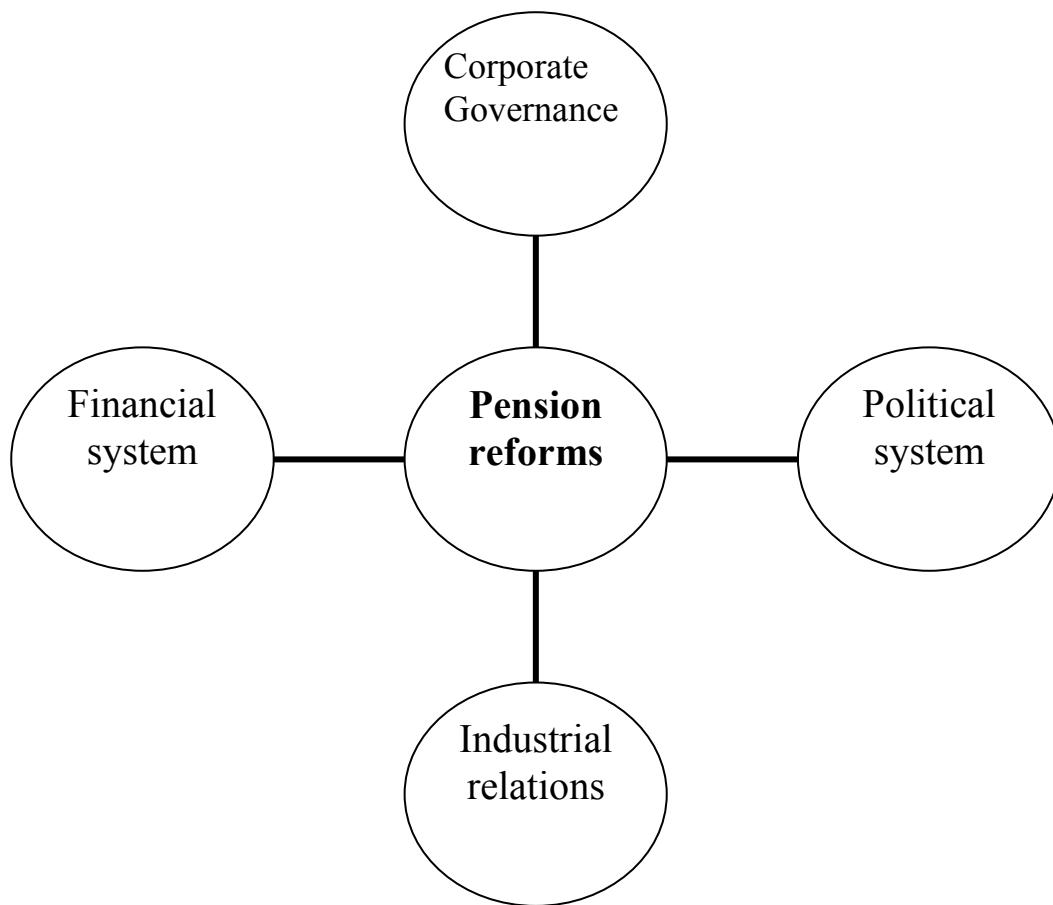 Corporate
Governance
Financial
system
Pension
reforms
Political
system
Industrial
relations